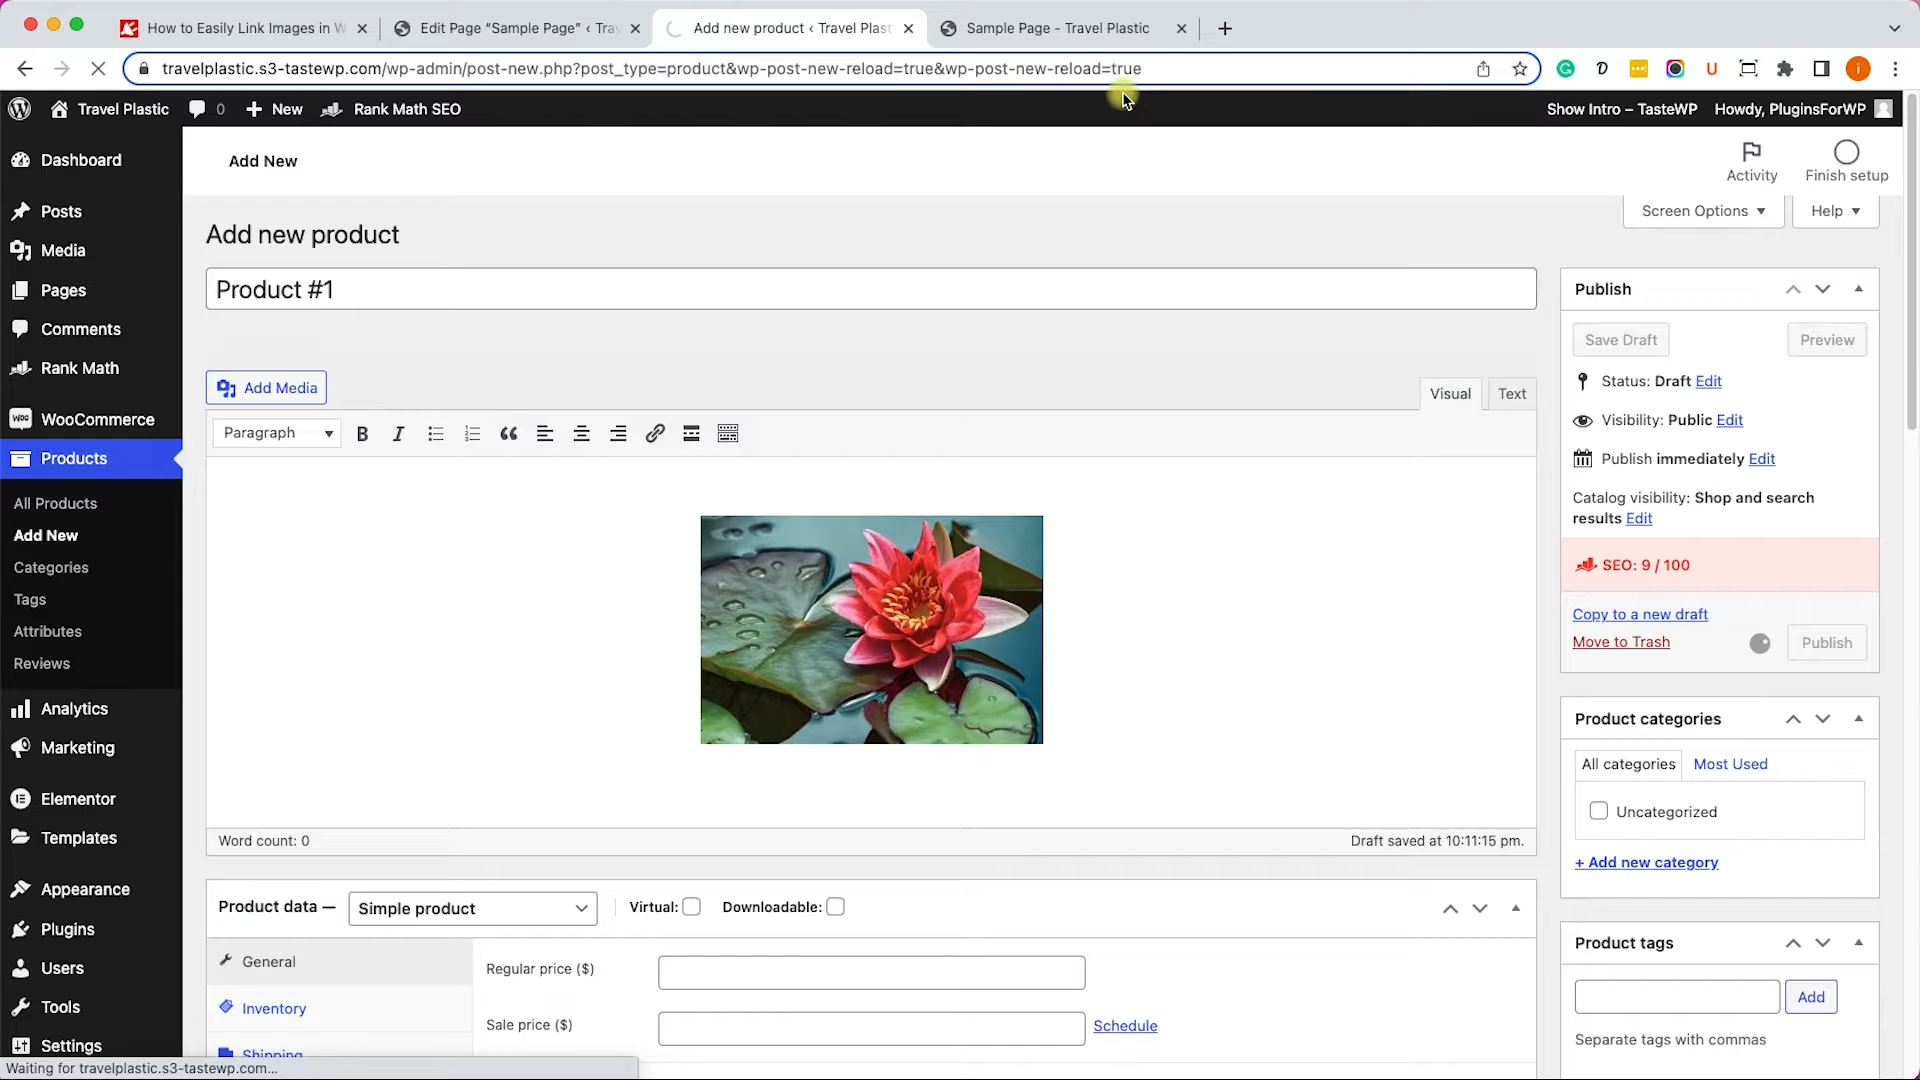 How to Easily Link Images in W
Edit Page “Sample Page” ‹ Trav
Add new product ‹ Travel Plast
Sample Page - Travel Plastic
travelplastic.s3-tastewp.com/wp-admin/post-new.php?post_type=product&wp-post-new-reload=true&wp-post-new-reload=true
Travel Plastic
0
New
Rank Math SEO
Show Intro – TasteWP
Howdy, PluginsForWP
Dashboard
Posts
Media
Pages
Comments
Rank Math
WooCommerce
Products
All Products
Add New
Categories
Tags
Attributes
Reviews
Analytics
Marketing
Elementor
Templates
Appearance
Plugins
Users
Tools
Settings
Add New
Activity
Finish setup
Screen Options
Help
Add new product
Product #1
Add Media
Visual
Text
Paragraph
Word count: 0
Draft saved at 10:11:15 pm.
Product data —
Simple product
Virtual:
Downloadable:
General
Inventory
Shipping
Regular price ($)
Sale price ($)
Schedule
Publish
Save Draft
Preview
Status: Draft Edit
Visibility: Public Edit
Publish immediately Edit
Catalog visibility: Shop and search
results Edit
SEO: 9 / 100
Copy to a new draft
Move to Trash
Publish
Product categories
All categories
Most Used
Uncategorized
+ Add new category
Product tags
Add
Separate tags with commas
Waiting for travelplastic.s3-tastewp.com...